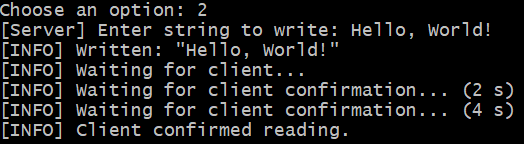 Choose an option: 2
[Server] Enter string to write: Hello, World!
[INFO] Written: "Hello, World!"
[INFO] Waiting for client...
[INFO] Waiting for client confirmation... (2 s)
[INFO] Waiting for client confirmation... (4 s)
[INFO] Client confirmed reading.